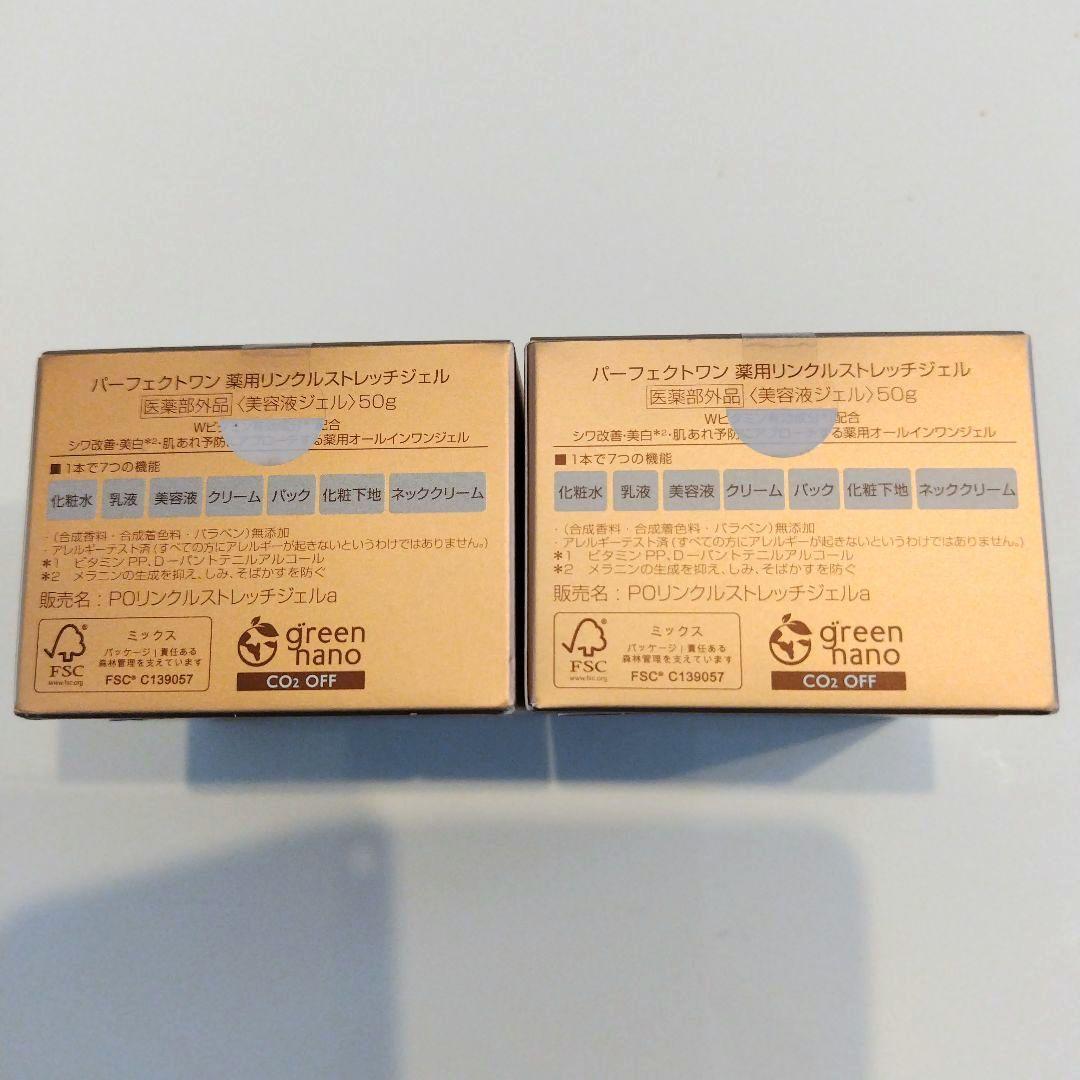 パーフェクトワン 薬用リンクルストレッチジェル
医薬部外品〈美容液ジェル〉50g
Wビ 配合
シワ改善・美白*2・肌あれ予防にアプローチする薬用オールインワンジェル
■1本で7つの機能
化粧水 乳液 美容液 クリーム パック 化粧下地 ネッククリーム
・(合成香料・合成着色料・パラベン)無添加
・アレルギーテスト済(すべての方にアレルギーが起きないというわけではありません。)
*1 ビタミンPP、D－パントテニルアルコール
*2 メラニンの生成を抑え、しみ、そばかすを防ぐ
販売名：POリンクルストレッチジェルa
FSC
www.fsc.org
ミックス
パッケージ|責任ある
森林管理を支えています
FSC® C139057
green
nano
CO2 OFF
パーフェクトワン 薬用リンクルストレッチジェル
医薬部外品〈美容液ジェル〉50g
Wビ 配合
シワ改善・美白*2・肌あれ予防にアプローチする薬用オールインワンジェル
■1本で7つの機能
化粧水 乳液 美容液 クリーム パック 化粧下地 ネッククリーム
・(合成香料・合成着色料・パラベン)無添加
・アレルギーテスト済(すべての方にアレルギーが起きないというわけではありません。)
*1 ビタミンPP、D－パントテニルアルコール
*2 メラニンの生成を抑え、しみ、そばかすを防ぐ
販売名：POリンクルストレッチジェルa
FSC
www.fsc.org
ミックス
パッケージ|責任ある
森林管理を支えています
FSC® C139057
green
nano
CO2 OFF